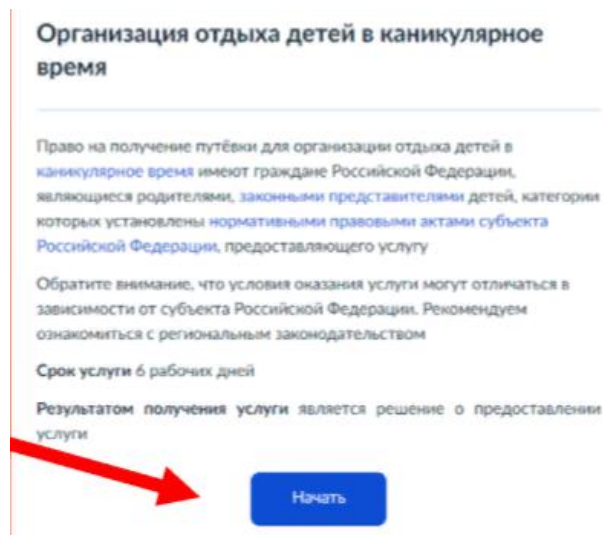 Организация отдыха детей в каникулярное
время
Право на получение путёвки для организации отдыха детей в
каникулярное время имеют граждане Российской Федерации,
являющиеся родителями, законными представителями детей, категории
которых установлены нормативными правовыми актами субъекта
Российской Федерации, предоставляющего услугу
Обратите внимание, что условия оказания услуги могут отличаться в
зависимости от субъекта Российской Федерации. Рекомендуем
ознакомиться с региональным законодательством
Срок услуги 6 рабочих дней
Результатом получения услуги является решение о предоставлении
услуги
Начать